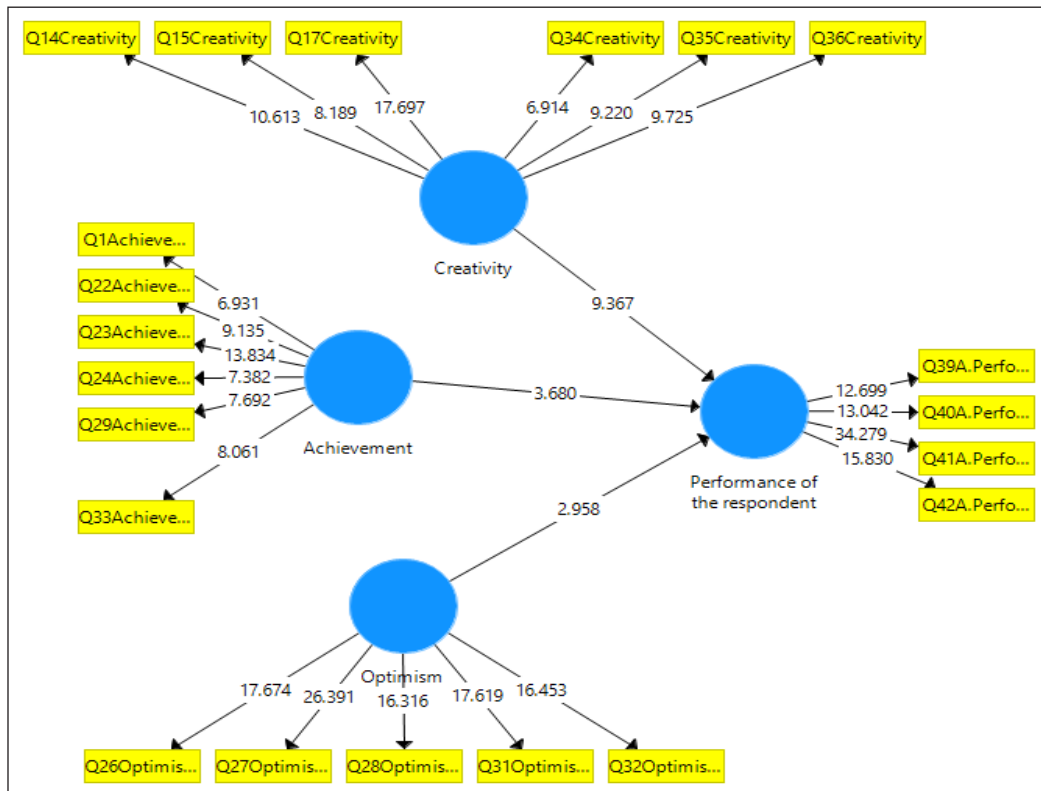 Q14Creativity
Q15Creativity
Q17Creativity
Q34Creativity
Q35Creativity
Q36Creativity
10.613
8.189
17.697
6.914
9.220
9.725
Creativity
9.367
Q1Achieve...
Q22Achieve...
Q23Achieve...
Q24Achieve...
Q29Achieve...
Q33Achieve...
6.931
9.135
13.834
7.382
7.692
8.061
Achievement
3.680
Q39A.Perfo...
Q40A.Perfo...
Q41A.Perfo...
Q42A.Perfo...
12.699
13.042
34.279
15.830
Performance of
the respondent
2.958
Optimism
17.674
26.391
16.316
17.619
16.453
Q26Optimis...
Q27Optimis...
Q28Optimis...
Q31Optimis...
Q32Optimis...